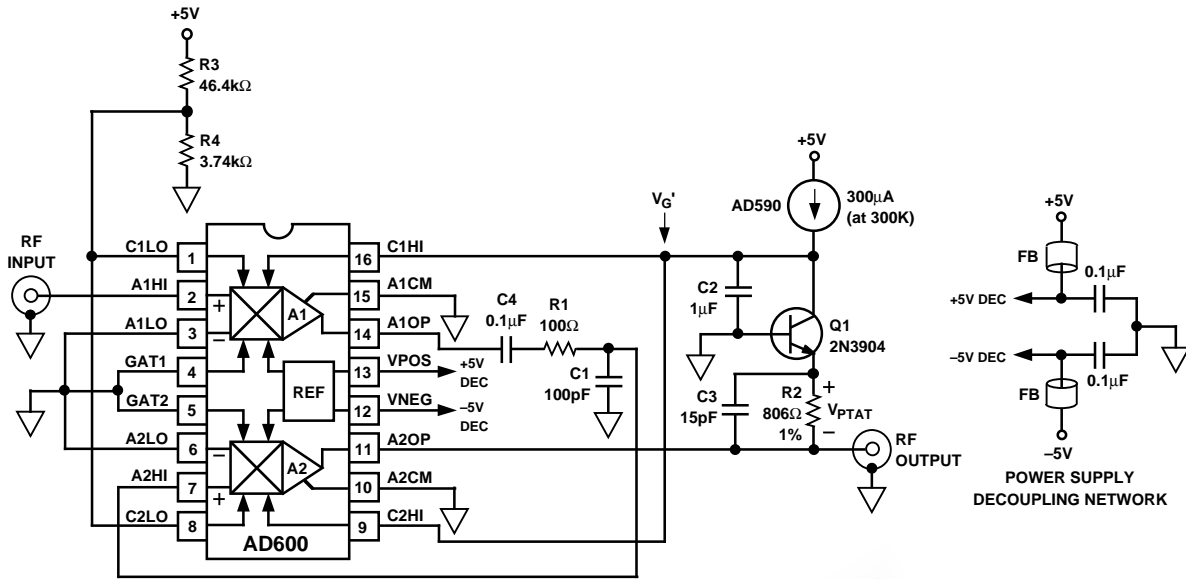 +5V
R3
46.4kΩ
R4
3.74kΩ
RF
INPUT
C1LO
A1HI
A1LO
GAT1
GAT2
A2LO
A2HI
C2LO
1
2
3
4
5
6
7
8
+
−
−
+
A1
REF
A2
AD600
16
15
14
13
12
11
10
9
C1HI
A1CM
A1OP
VPOS
VNEG
A2OP
A2CM
C2HI
+5V
DEC
−5V
DEC
C4
0.1µF
R1
100Ω
C1
100pF
VG'
+5V
AD590
300µA
(at 300K)
C2
1µF
Q1
2N3904
C3
15pF
R2
806Ω
1%
+
VPTAT
−
RF
OUTPUT
+5V
FB
0.1µF
+5V DEC
−5V DEC
0.1µF
FB
−5V
POWER SUPPLY
DECOUPLING NETWORK